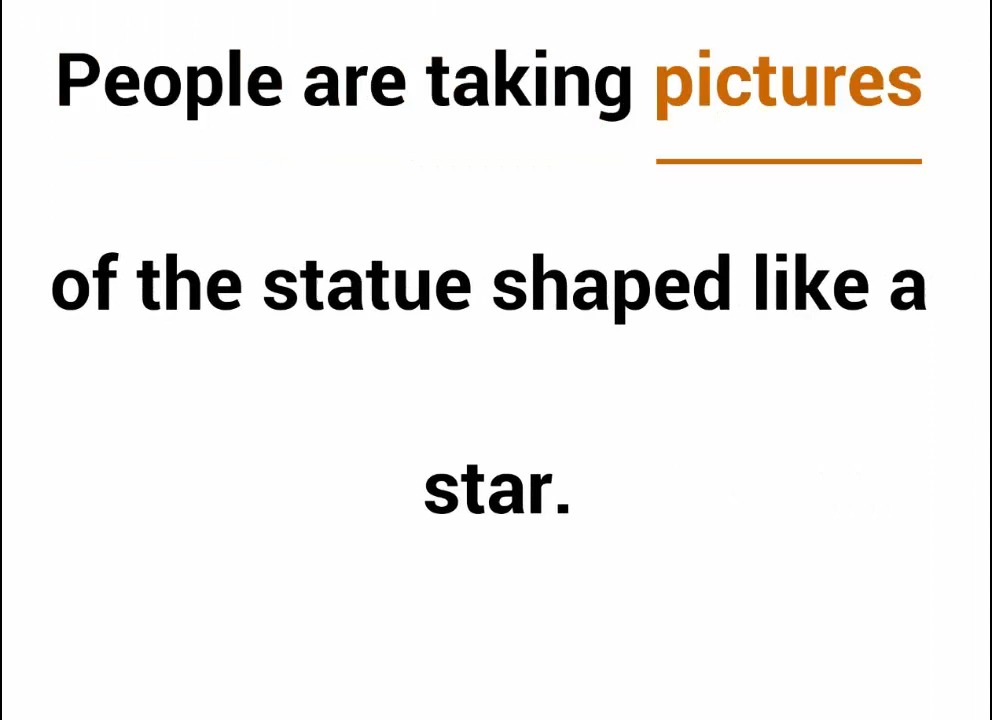 People are taking pictures
of the statue shaped like a
star.